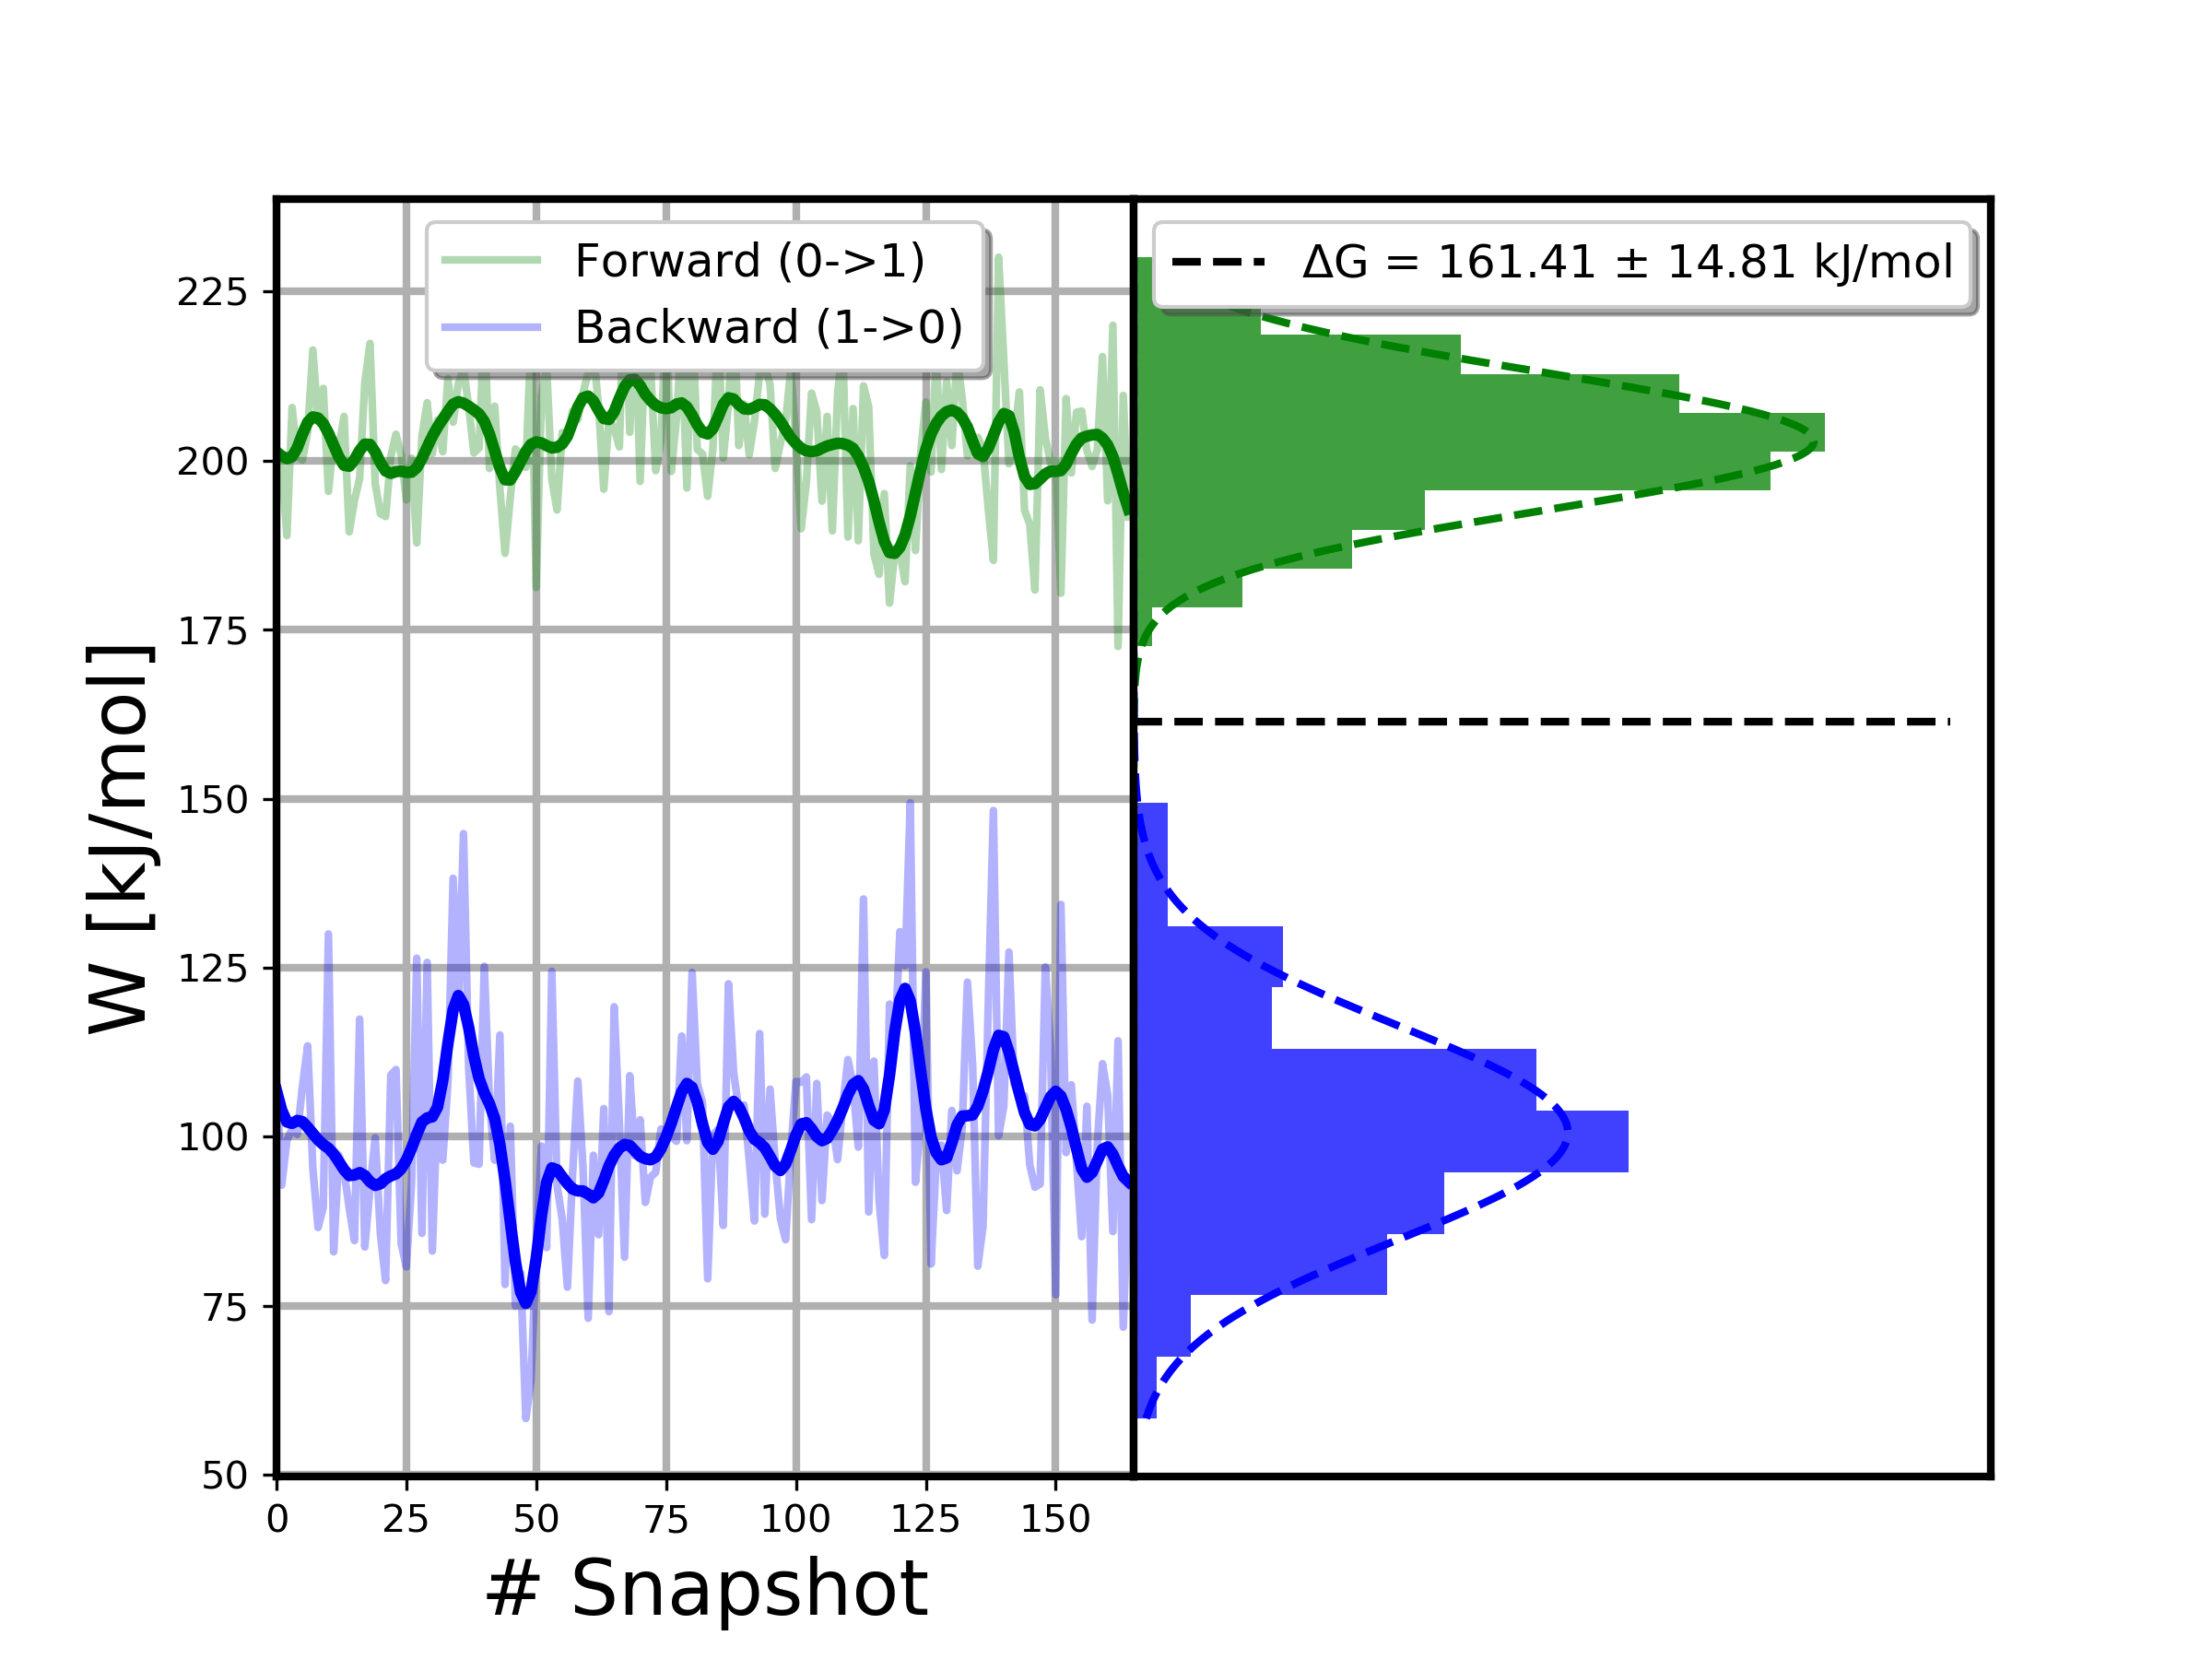 Forward (0->1)
Backward (1->0)
ΔG = 161.41 ± 14.81 kJ/mol
W [kJ/mol]
225
200
175
150
125
100
75
50
0 25 50 75 100 125 150
# Snapshot